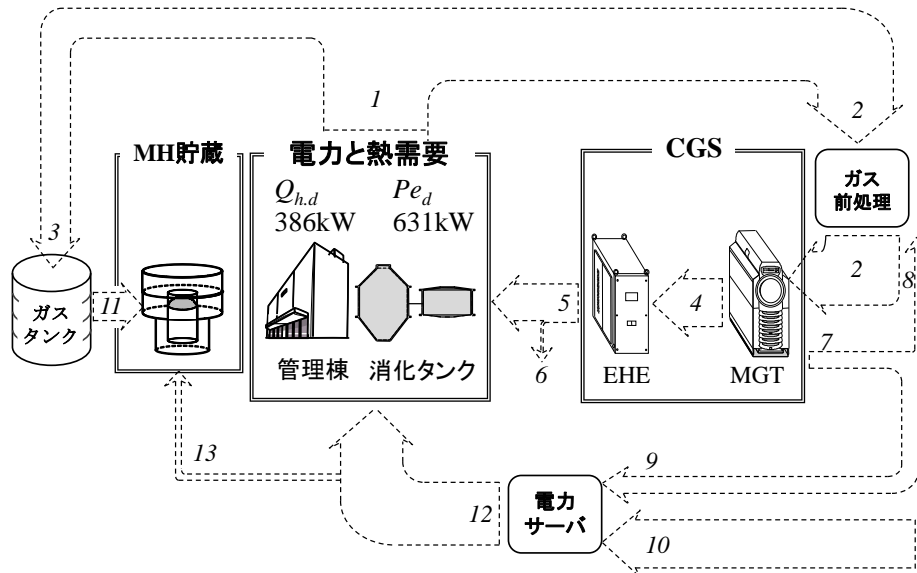 1
2
MH貯蔵
電力と熱需要
CGS
ガス
前処理
Q_{h.d}
Pe_d
386kW
631kW
3
2
8
ガス
タンク
11
5
4
7
6
管理棟
消化タンク
EHE
MGT
13
9
12
電力
サーバ
10